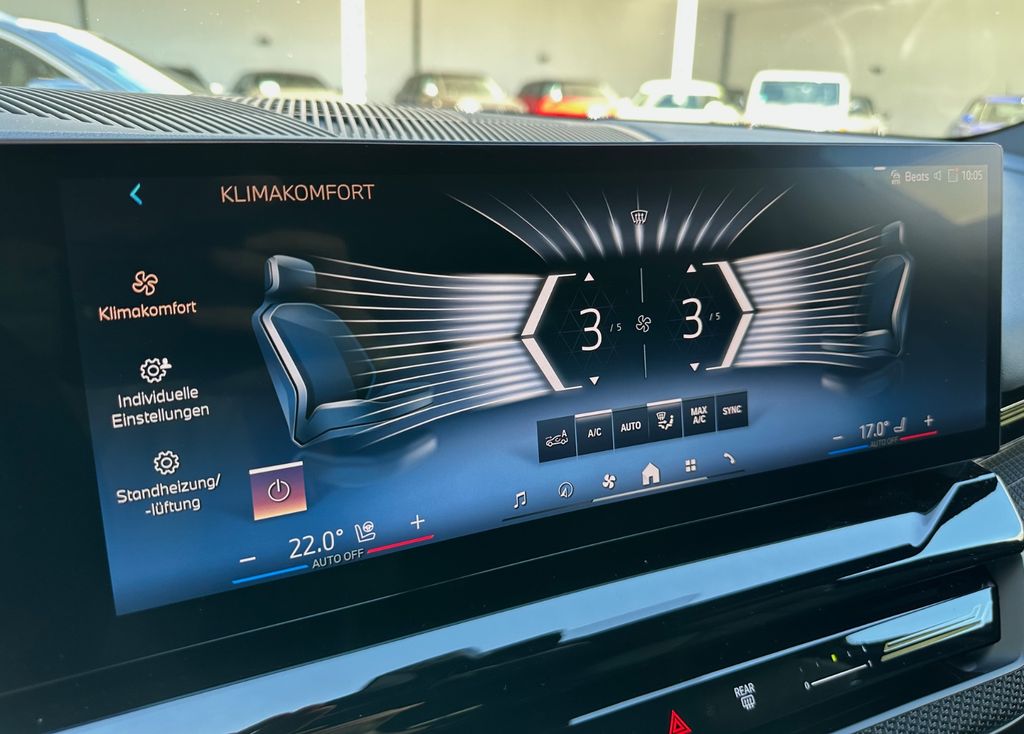 KLIMAKOMFORT
Beats 10:05
Klimakomfort
Individuelle
Einstellungen
Standheizung/
-lüftung
3 / 5
3 / 5
A
A/C
AUTO
MAX
A/C
SYNC
− 22.0° +
AUTO OFF
− 17.0° +
AUTO OFF
REAR
0